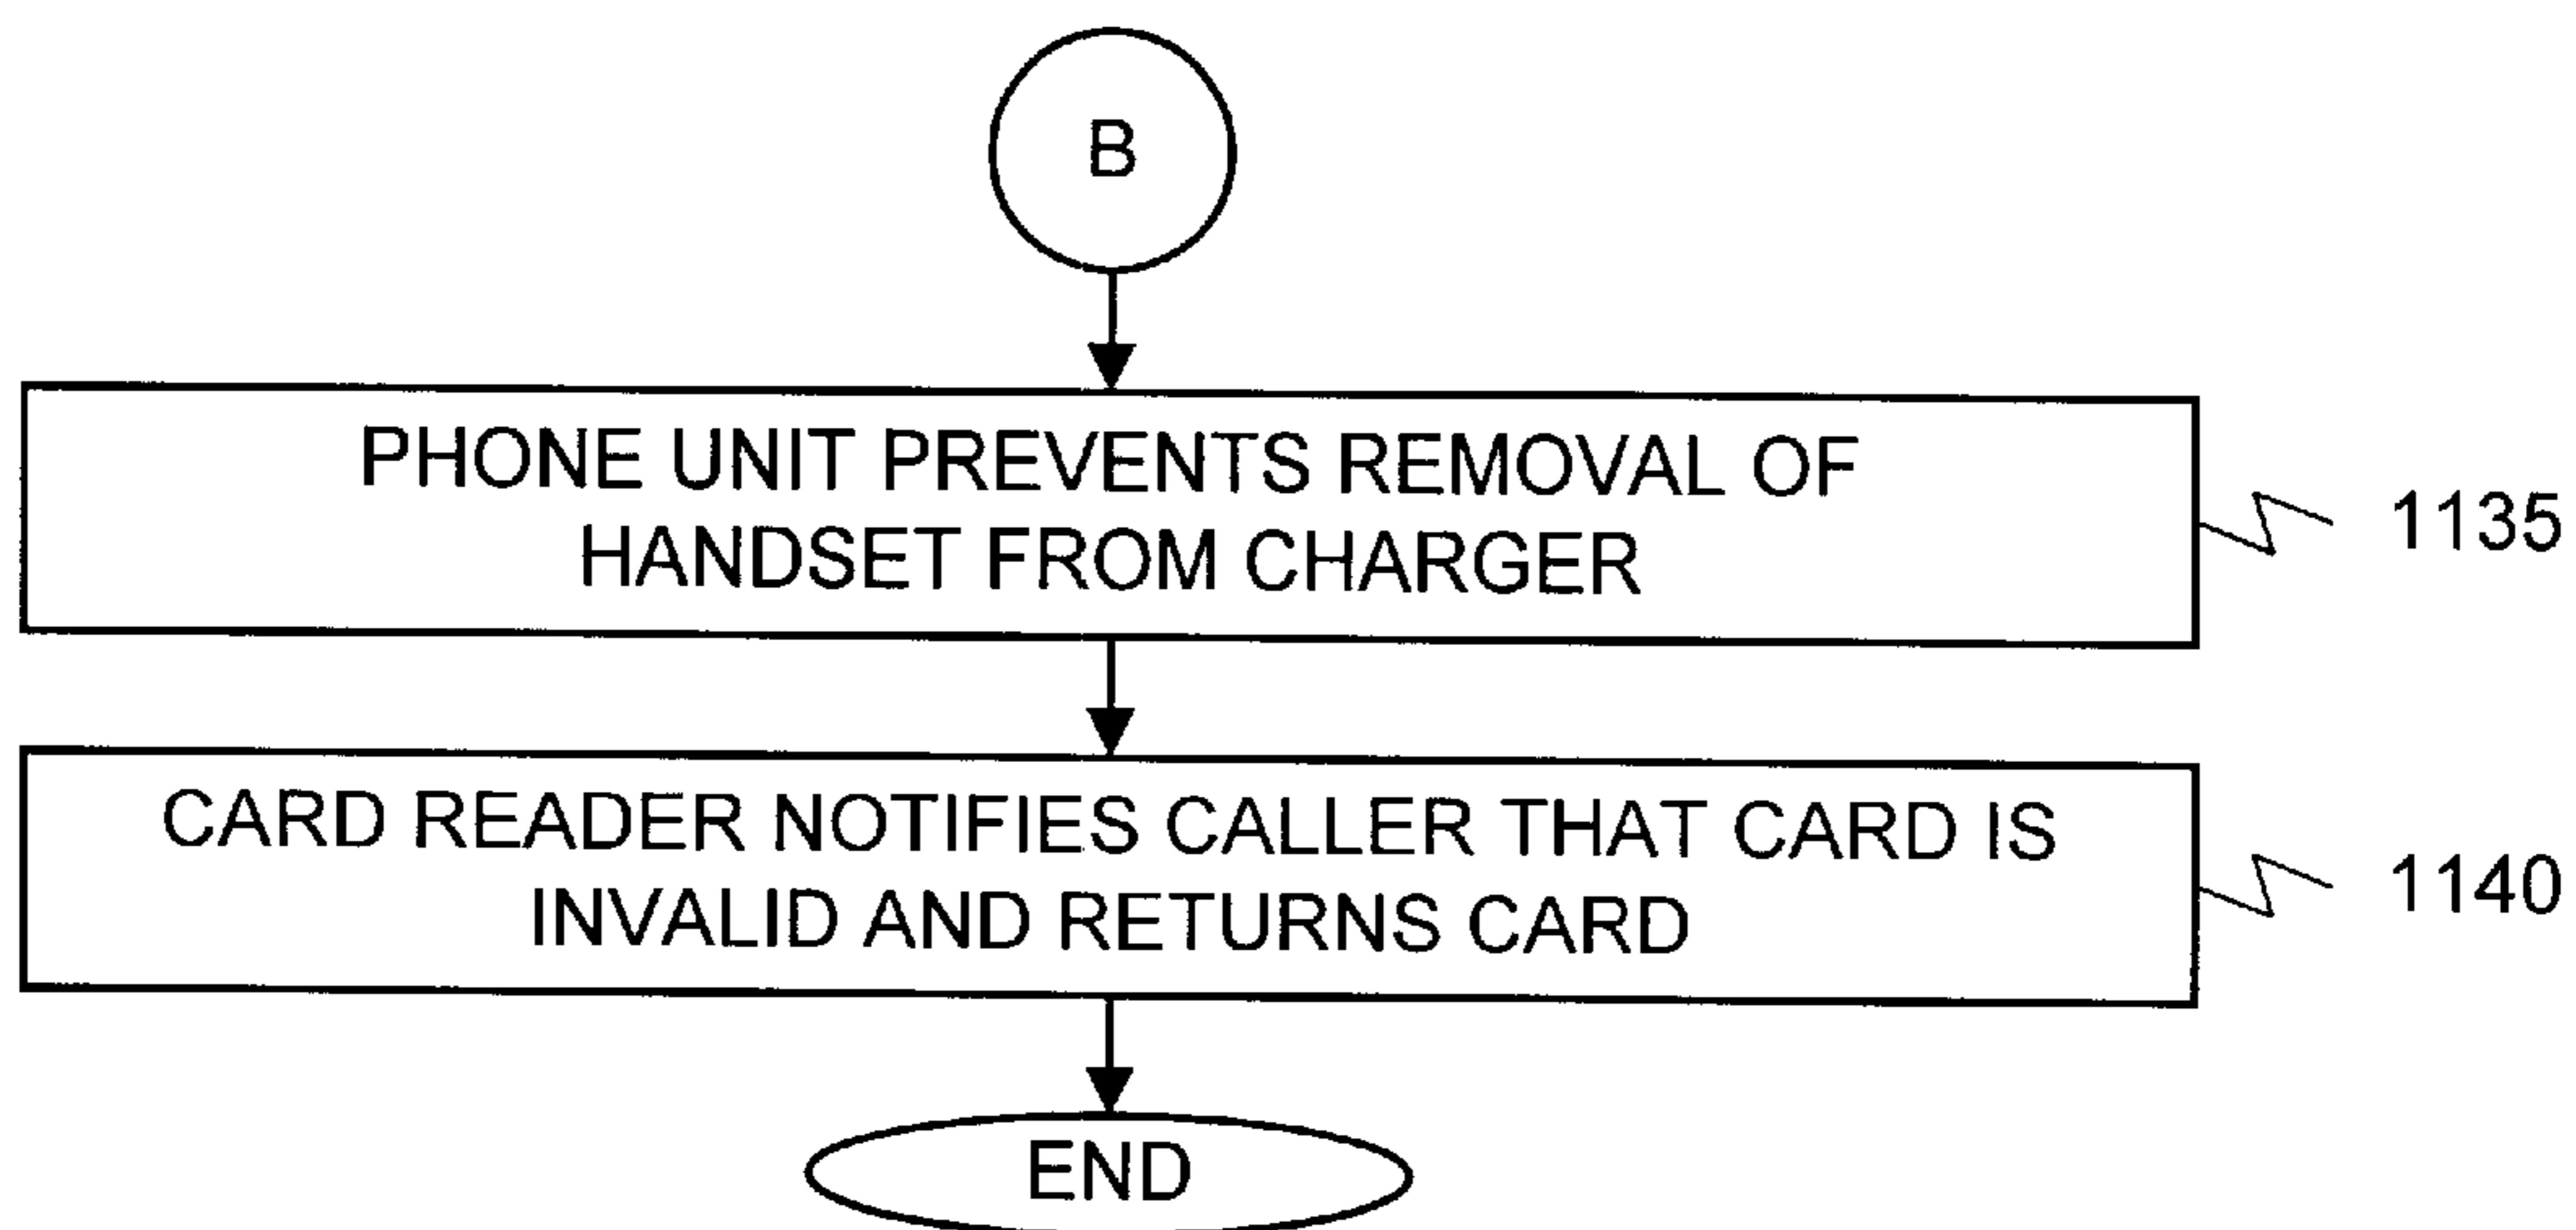 B
PHONE UNIT PREVENTS REMOVAL OF
HANDSET FROM CHARGER
1135
CARD READER NOTIFIES CALLER THAT CARD IS
INVALID AND RETURNS CARD
1140
END